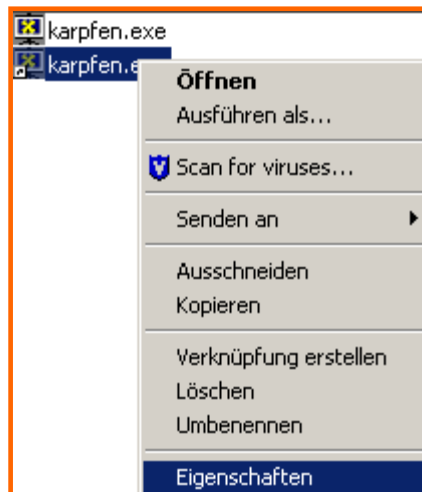 karpfen.exe
karpfen.e
Öffnen
Ausführen als...
Scan for viruses...
Senden an
Ausschneiden
Kopieren
Verknüpfung erstellen
Löschen
Umbenennen
Eigenschaften